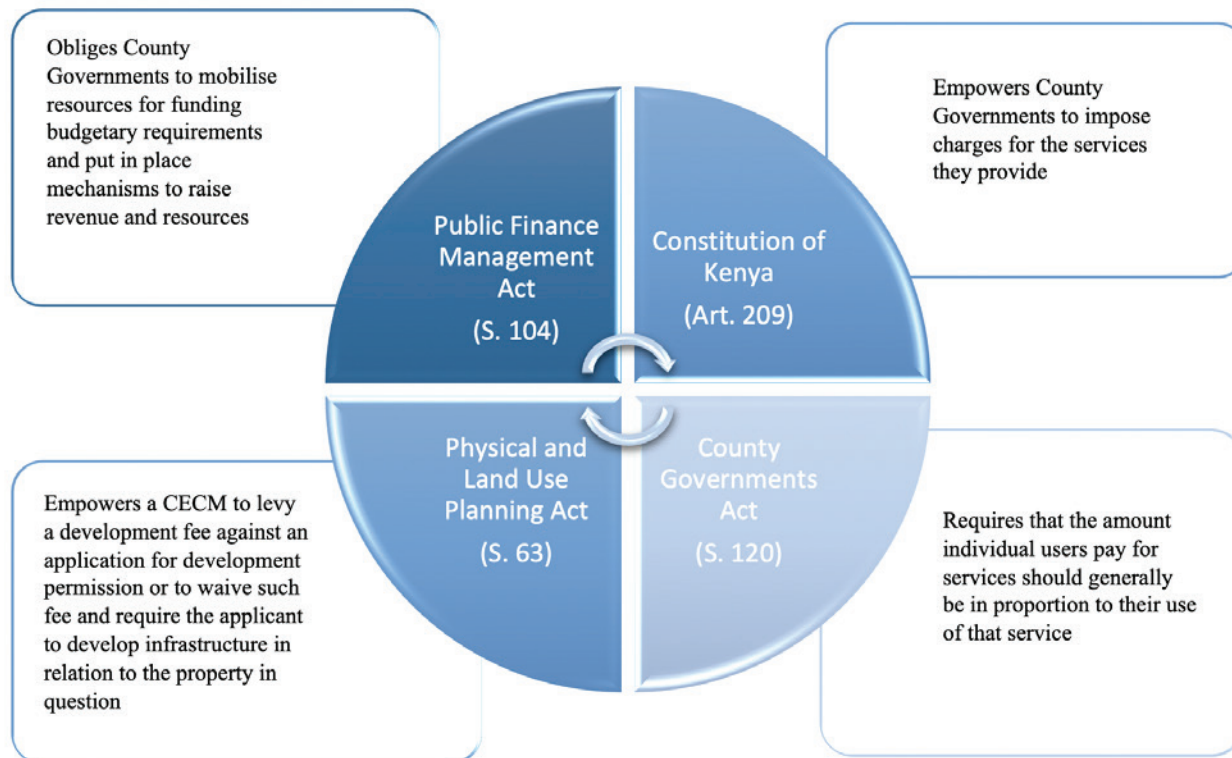 Obliges County
Governments to mobilise
resources for funding
budgetary requirements
and put in place
mechanisms to raise
revenue and resources
Empowers County
Governments to impose
charges for the services
they provide
Public Finance
Management
Act
(S. 104)
Constitution of
Kenya
(Art. 209)
Physical and
Land Use
Planning Act
(S. 63)
County
Governments
Act
(S. 120)
Empowers a CECM to levy
a development fee against an
application for development
permission or to waive such
fee and require the applicant
to develop infrastructure in
relation to the property in
question
Requires that the amount
individual users pay for
services should generally
be in proportion to their use
of that service